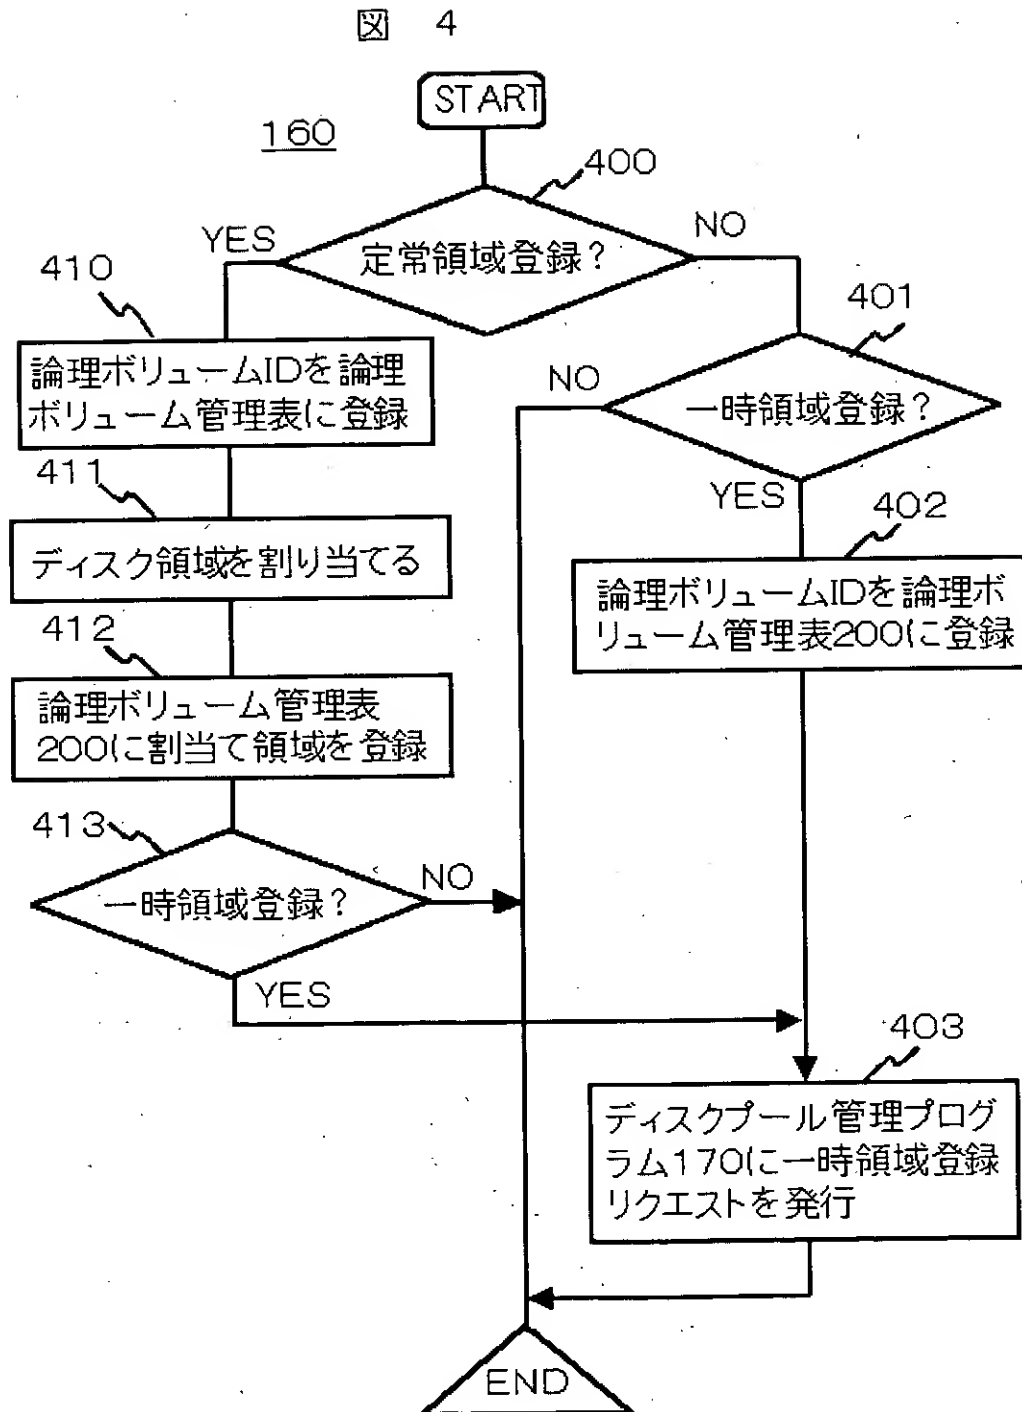 図 4
START
160
400
定常領域登録?
YES
NO
410
論理ボリュームIDを論理
ボリューム管理表に登録
401
一時領域登録?
NO
YES
411
ディスク領域を割り当てる
402
論理ボリュームIDを論理ボ
リューム管理表200に登録
412
論理ボリューム管理表
200に割当て領域を登録
413
一時領域登録?
NO
YES
403
ディスクプール管理プログ
ラム170に一時領域登録
リクエストを発行
END